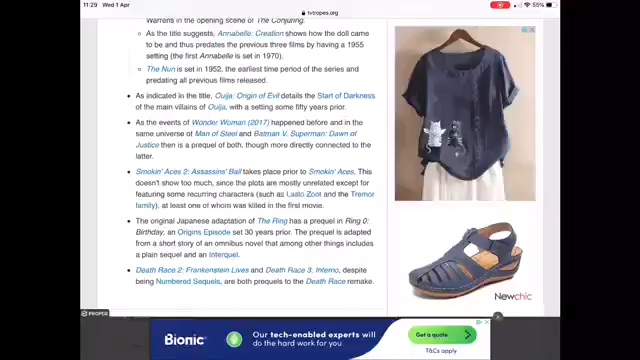 11:29 Wed 1 Apr
tvtropes.org
Warrens in the opening scene of The Conjuring.
As the title suggests, Annabelle: Creation shows how the doll came
to be and thus predates the previous three films by having a 1955
setting (the first Annabelle is set in 1970).
The Nun is set in 1952, the earliest time period of the series and
predating all previous films released.
As indicated in the title, Ouija: Origin of Evil details the Start of Darkness
of the main villains of Ouija, with a setting some fifty years prior.
As the events of Wonder Woman (2017) happened before and in the
same universe of Man of Steel and Batman V. Superman: Dawn of
Justice then is a prequel of both, though more directly connected to the
latter.
Smokin' Aces 2: Assassins' Ball takes place prior to Smokin' Aces. This
doesn't show too much, since the plots are mostly unrelated except for
featuring some recurring characters (such as Laslo Zoot and the Tremor
family), at least one of whom was killed in the first movie.
The original Japanese adaptation of The Ring has a prequel in Ring 0:
Birthday, an Origins Episode set 30 years prior. The prequel is adapted
from a short story of an omnibus novel that among other things includes
a plain sequel and an Interquel.
Death Race 2: Frankenstein Lives and Death Race 3: Inferno, despite
being Numbered Sequels, are both prequels to the Death Race remake.
Newchic
PROPER
Bionic
Our tech-enabled experts will
do the hard work for you
Get a quote
T&Cs apply